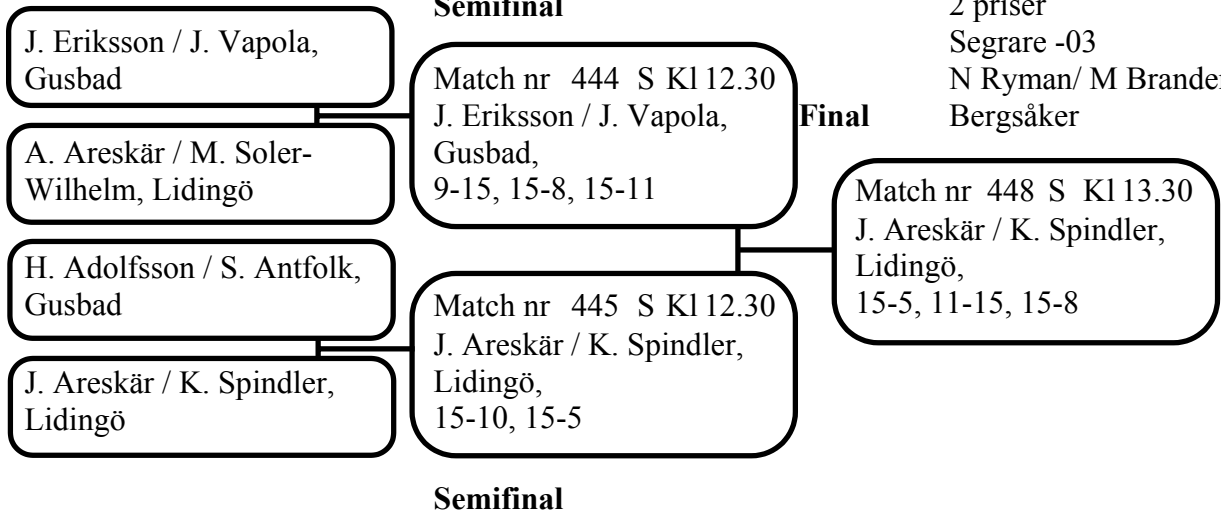 Semifinal
2 priser
Segrare -03
N Ryman/ M
Bergsåker
J. Eriksson / J. Vapola,
Gusbad
A. Areskär / M. Soler-
Wilhelm, Lidingö
H. Adolfsson / S. Antfolk,
Gusbad
J. Areskär / K. Spindler,
Lidingö
Match nr 444 S Kl 12.30
J. Eriksson / J. Vapola,
Gusbad,
9-15, 15-8, 15-11
Match nr 445 S Kl 12.30
J. Areskär / K. Spindler,
Lidingö,
15-10, 15-5
Semifinal
Final
Match nr 448 S Kl 13.30
J. Areskär / K. Spindler,
Lidingö,
15-5, 11-15, 15-8